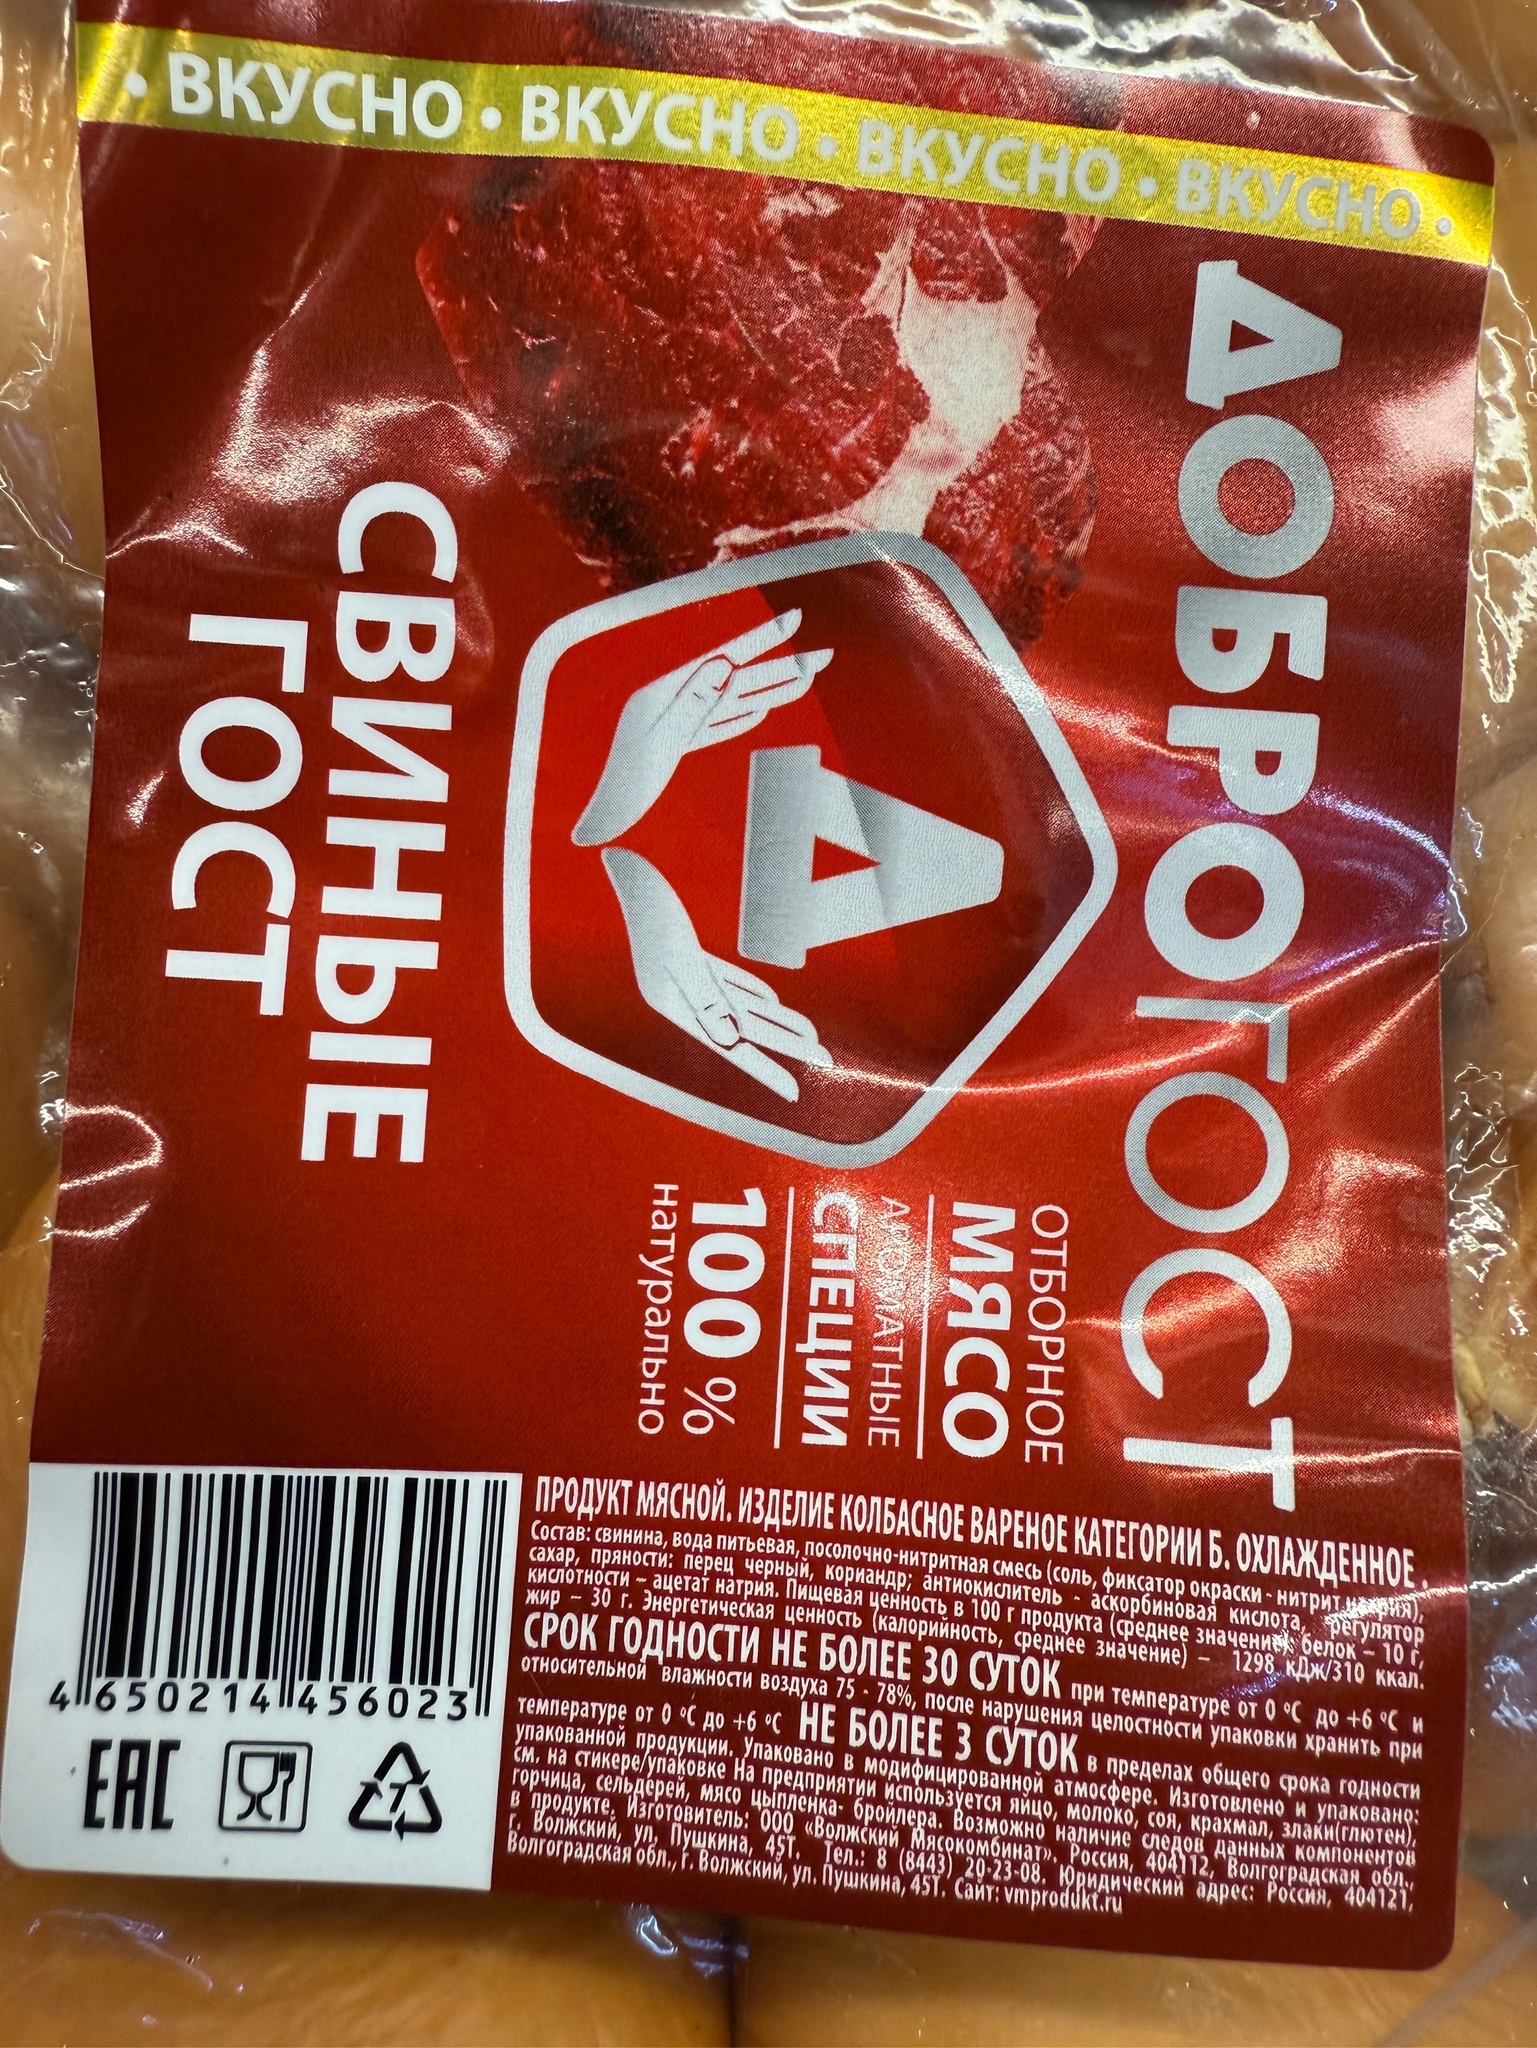 • ВКУСНО • ВКУСНО • ВКУСНО • ВКУСНО •
ДОБРОГОСТ
Д
ОТБОРНОЕ
МЯСО
АРОМАТНЫЕ
СПЕЦИИ
100 %
натурально
СВИНЫЕ
ГОСТ
ПРОДУКТ МЯСНОЙ. ИЗДЕЛИЕ КОЛБАСНОЕ ВАРЕНОЕ КАТЕГОРИИ Б. ОХЛАЖДЕННОЕ .
Состав: свинина, вода питьевая, посолочно-нитритная смесь (соль, фиксатор окраски - нитрит натрия),
сахар, пряности: перец черный, кориандр; антиокислитель - аскорбиновая кислота, регулятор
кислотности – ацетат натрия. Пищевая ценность в 100 г продукта (среднее значение): белок – 10 г,
жир – 30 г. Энергетическая ценность (калорийность, среднее значение) – 1298 кДж/310 ккал.
СРОК ГОДНОСТИ НЕ БОЛЕЕ 30 СУТОК при температуре от 0 °С до +6 °С и
относительной влажности воздуха 75 - 78%, после нарушения целостности упаковки хранить при
температуре от 0 °С до +6 °С НЕ БОЛЕЕ 3 СУТОК в пределах общего срока годности
упакованной продукции. Упаковано в модифицированной атмосфере. Изготовлено и упаковано:
см. на стикере/упаковке На предприятии используется яйцо, молоко, соя, крахмал, злаки(глютен),
горчица, сельдерей, мясо цыпленка- бройлера. Возможно наличие следов данных компонентов
в продукте. Изготовитель: ООО «Волжский Мясокомбинат», Россия, 404112, Волгоградская обл.,
г. Волжский, ул. Пушкина, 45Т. Тел.: 8 (8443) 20-23-08. Юридический адрес: Россия, 404121,
Волгоградская обл., г. Волжский, ул. Пушкина, 45Т. Сайт: vmprodukt.ru
4 650214 456023
EAC
7